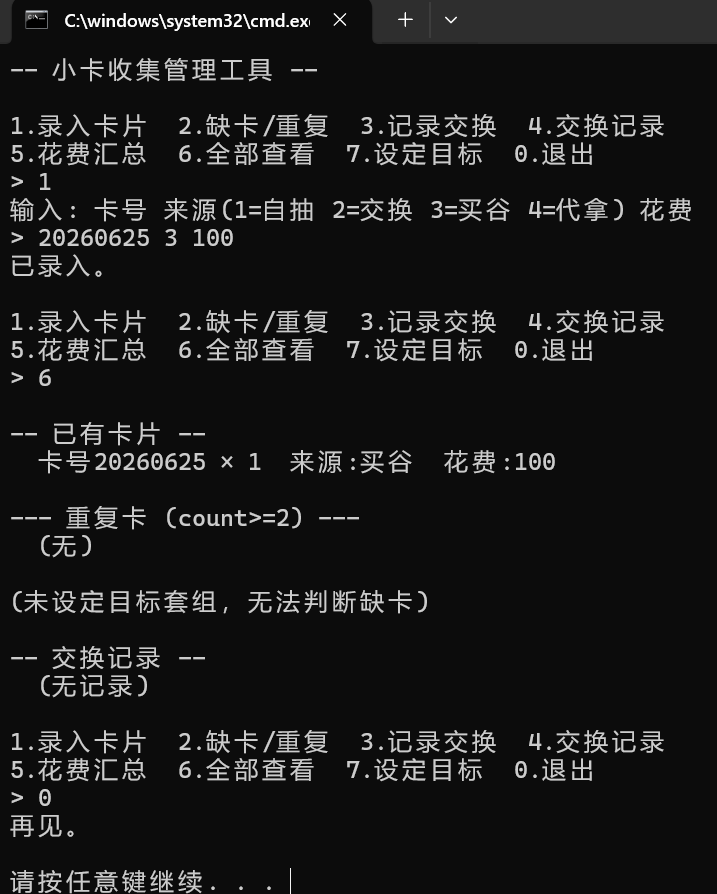 C:\windows\system32\cmd.exe
-- 小卡收集管理工具 --
1.录入卡片  2.缺卡/重复  3.记录交换  4.交换记录
5.花费汇总  6.全部查看  7.设定目标  0.退出
> 1
输入: 卡号 来源(1=自抽 2=交换 3=买谷 4=代拿) 花费
> 20260625 3 100
已录入。
1.录入卡片  2.缺卡/重复  3.记录交换  4.交换记录
5.花费汇总  6.全部查看  7.设定目标  0.退出
> 6
-- 已有卡片 --
卡号20260625 × 1  来源:买谷  花费:100
--- 重复卡 (count>=2) ---
(无)
(未设定目标套组, 无法判断缺卡)
-- 交换记录 --
(无记录)
1.录入卡片  2.缺卡/重复  3.记录交换  4.交换记录
5.花费汇总  6.全部查看  7.设定目标  0.退出
> 0
再见。
请按任意键继续. . .